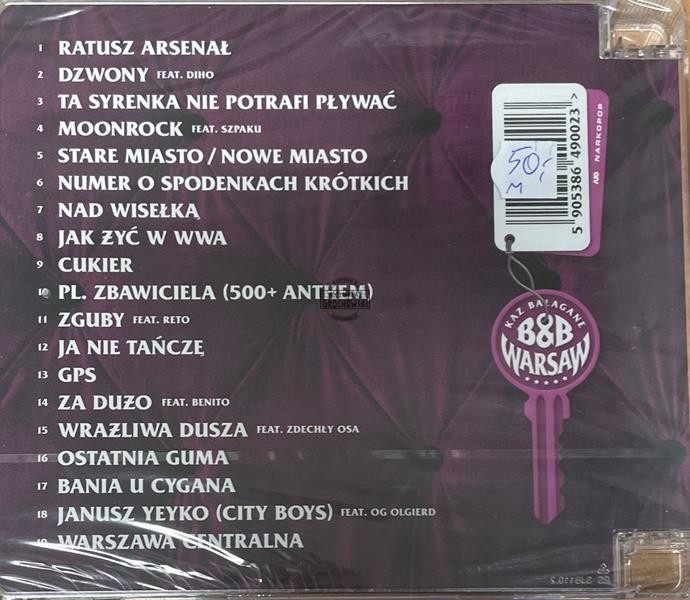 1 RATUSZ ARSENAŁ
2 DZWONY FEAT. DIHO
3 TA SYRENKA NIE POTRAFI PŁYWAĆ
4 MOONROCK FEAT. SZPAKU
5 STARE MIASTO / NOWE MIASTO
6 NUMER O SPODENKACH KRÓTKICH
7 NAD WISEŁKĄ
8 JAK ŻYĆ W WWA
9 CUKIER
10 PL. ZBAWICIELA (500+ ANTHEM)
11 ZGUBY FEAT. RETO
12 JA NIE TAŃCZĘ
13 GPS
14 ZA DUŻO FEAT. BENITO
15 WRAŻLIWA DUSZA FEAT. ZDECHŁY OSA
16 OSTATNIA GUMA
17 BANIA U CYGANA
18 JANUSZ YEYKO (CITY BOYS) FEAT. OG OLGIERD
19 WARSZAWA CENTRALNA
50,-
M
5 905386 490023 >
NARKOPOP
KAZ BAŁAGANE
B&B
WARSAW
GROCHOWSKI